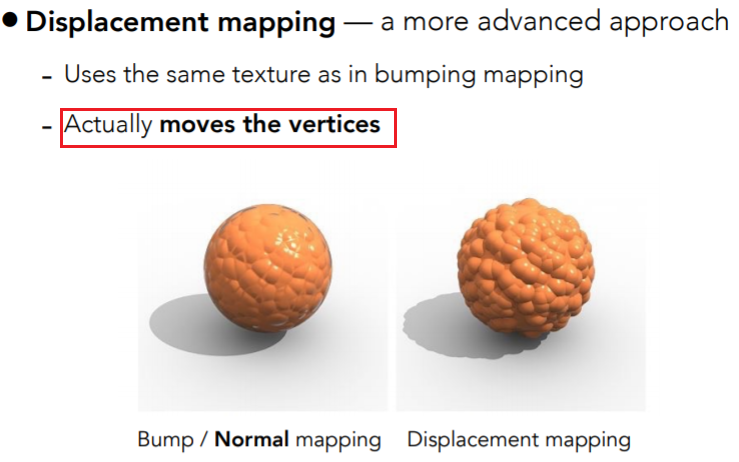 ● Displacement mapping — a more advanced approach
- Uses the same texture as in bumping mapping
- Actually moves the vertices
Bump / Normal mapping Displacement mapping